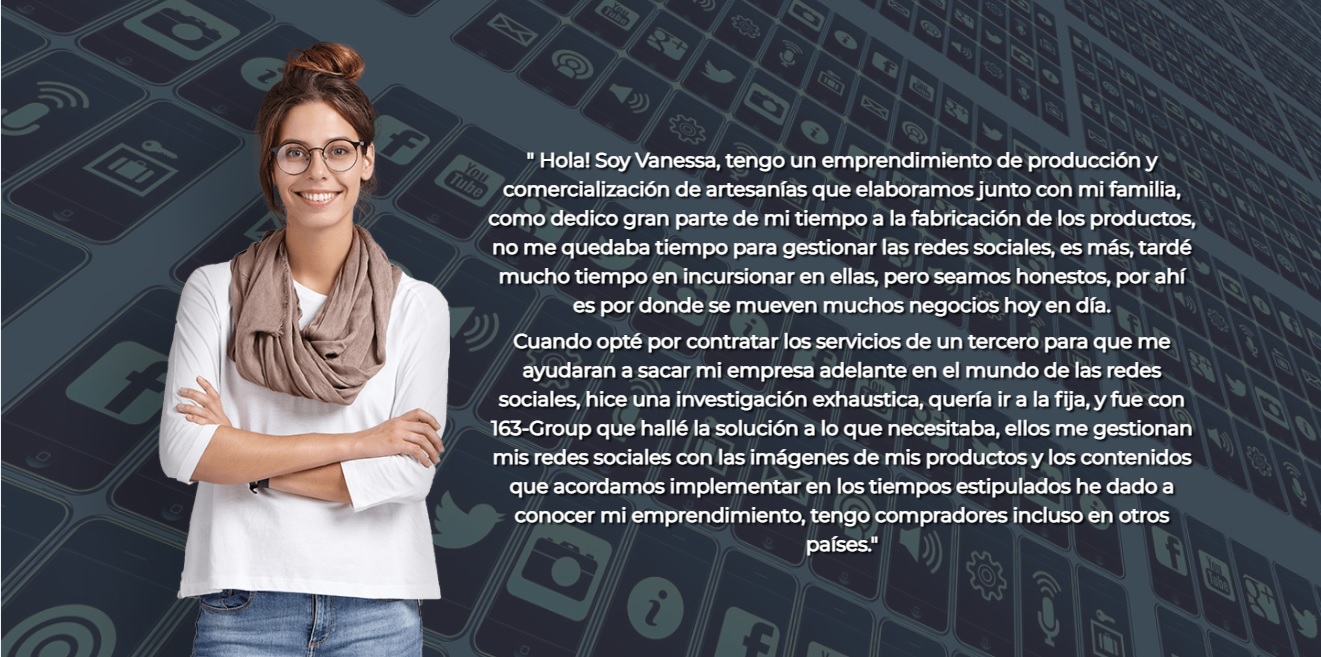 " Hola! Soy Vanessa, tengo un emprendimiento de producción y
comercialización de artesanías que elaboramos junto con mi familia,
como dedico gran parte de mi tiempo a la fabricación de los productos,
no me quedaba tiempo para gestionar las redes sociales, es más, tardé
mucho tiempo en incursionar en ellas, pero seamos honestos, por ahí
es por donde se mueven muchos negocios hoy en día.
Cuando opté por contratar los servicios de un tercero para que me
ayudaran a sacar mi empresa adelante en el mundo de las redes
sociales, hice una investigación exhaustica, quería ir a la fija, y fue con
163-Group que hallé la solución a lo que necesitaba, ellos me gestionan
mis redes sociales con las imágenes de mis productos y los contenidos
que acordamos implementar en los tiempos estipulados he dado a
conocer mi emprendimiento, tengo compradores incluso en otros
países."
You
Tube